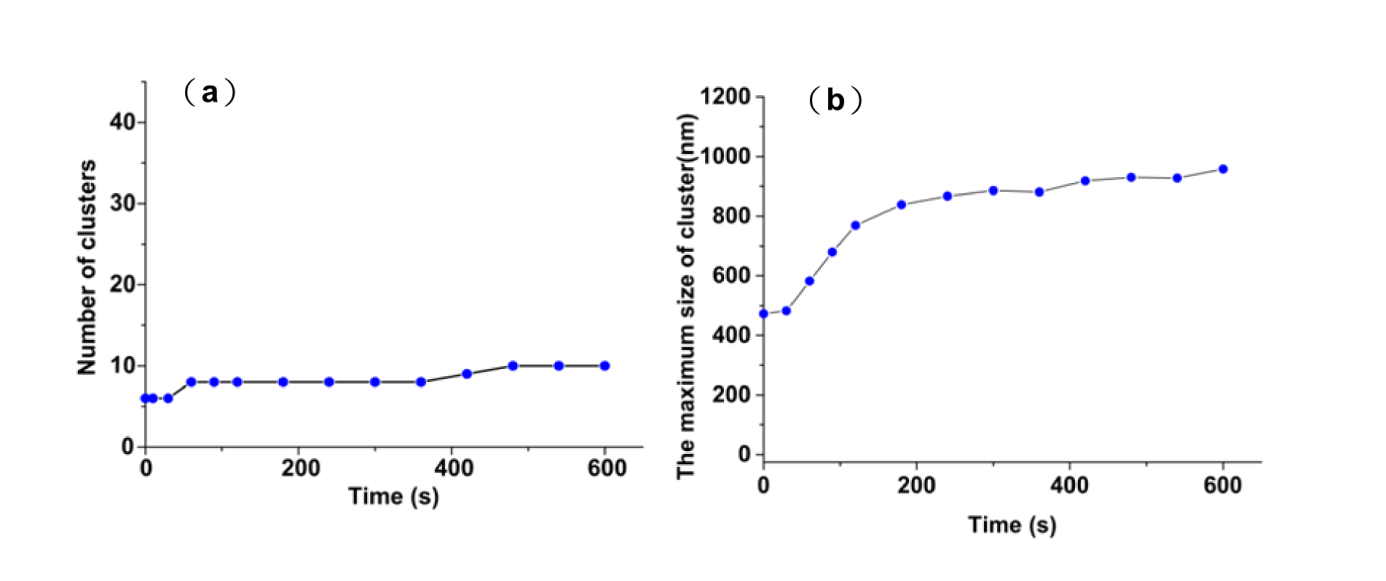 (a)
40
30
20
10
0
Number of clusters
0 200 400 600
Time (s)
(b)
1200
1000
800
600
400
200
0
The maximum size of cluster(nm)
0 200 400 600
Time (s)